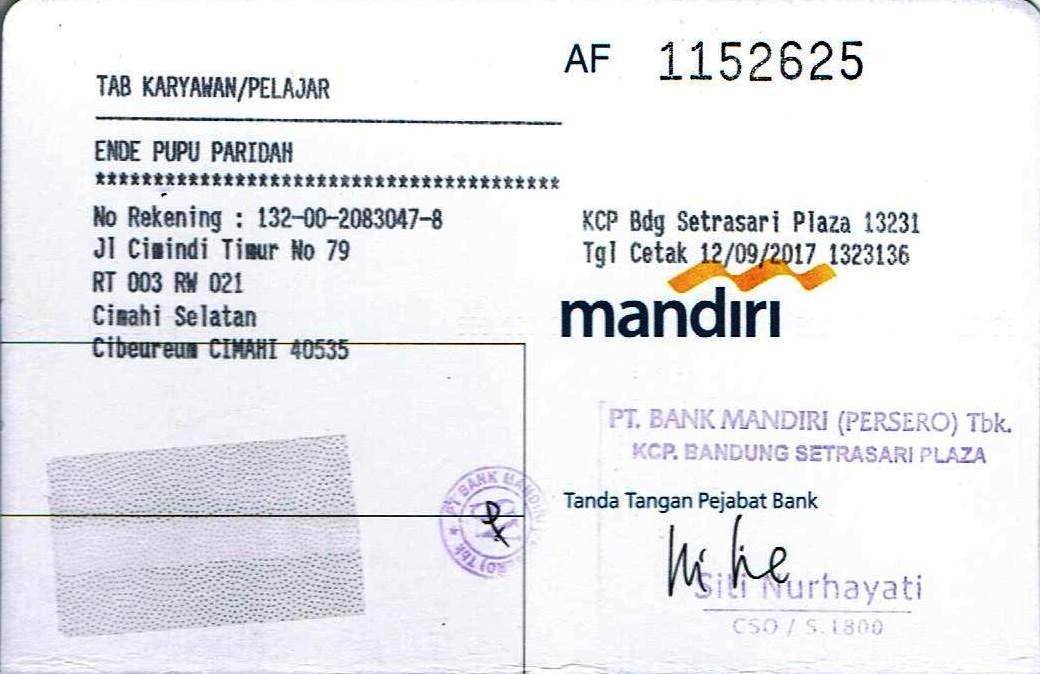 AF 1152625
TAB KARYAWAN/PELAJAR
ENDE PUPU PARIDAH
****************************************
No Rekening : 132-00-2083047-8
Jl Cimindi Timur No 79
RT 003 RW 021
Cimahi Selatan
Cibeureum CIMAHI 40535
KCP Bdg Setrasari Plaza 13231
Tgl Cetak 12/09/2017 1323136
mandiri
PT. BANK MANDIRI (PERSERO) Tbk.
KCP. BANDUNG SETRASARI PLAZA
Tanda Tangan Pejabat Bank
Siti Nurhayati
CSO / S.1800
PT BANK
Tbk